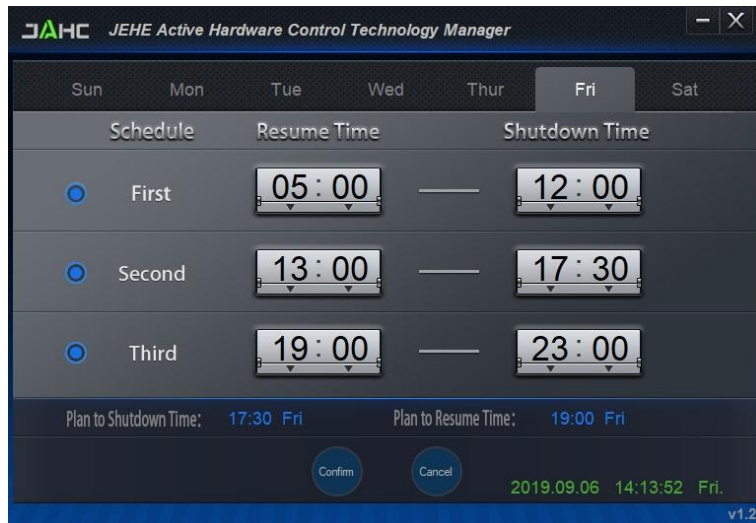 JAHC JEHE Active Hardware Control Technology Manager
Sun Mon Tue Wed Thur Fri Sat
Schedule Resume Time Shutdown Time
First 05:00 12:00
Second 13:00 17:30
Third 19:00 23:00
Plan to Shutdown Time: 17:30 Fri Plan to Resume Time: 19:00 Fri
Confirm Cancel
2019.09.06 14:13:52 Fri.
v1.2